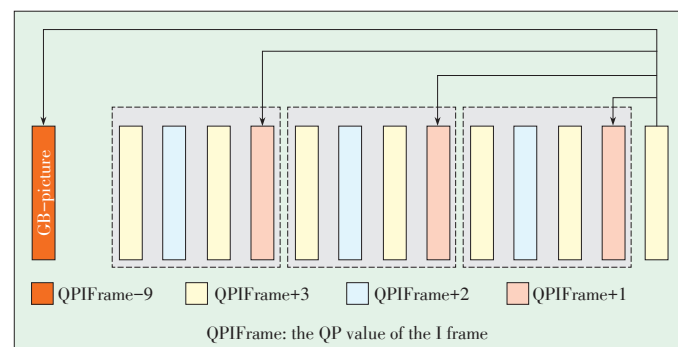 GB-picture
QPIFrame-9 QPIFrame+3 QPIFrame+2 QPIFrame+1
QPIFrame: the QP value of the I frame